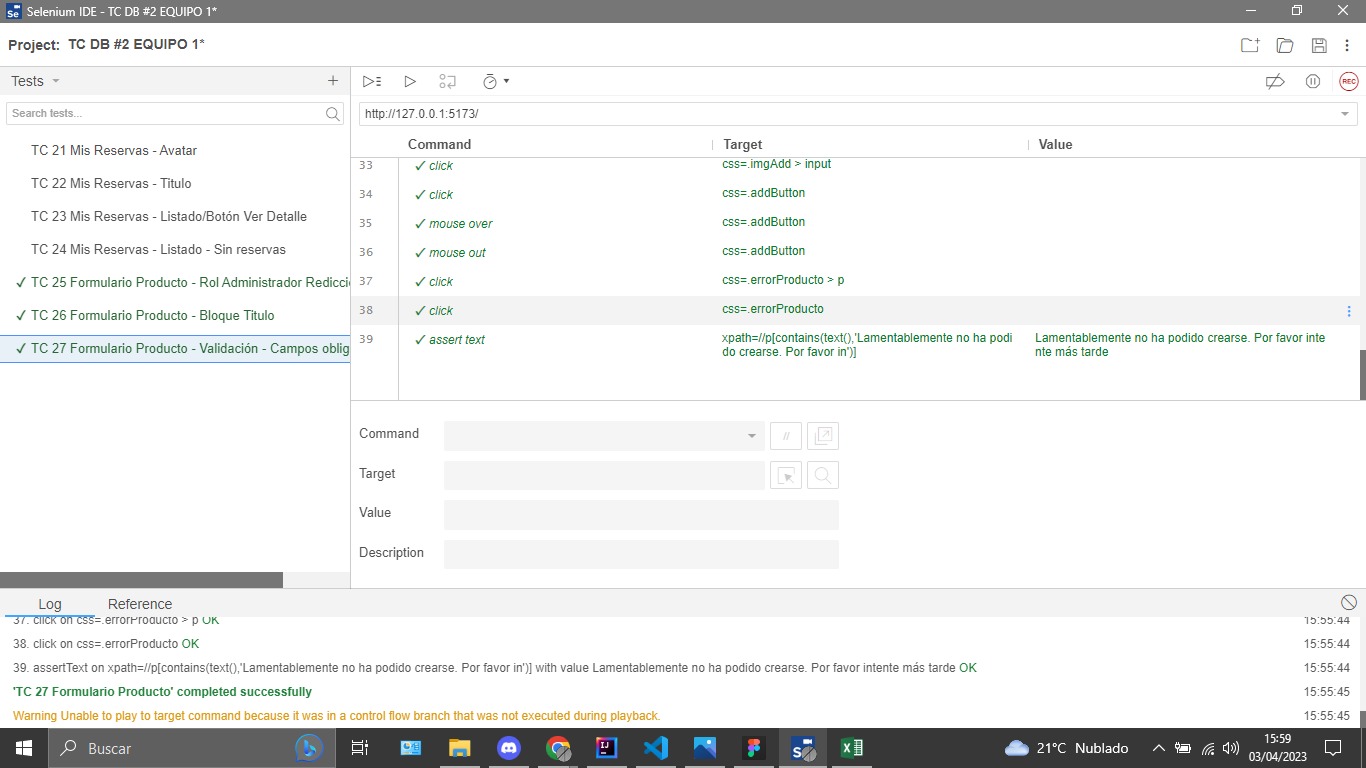 Selenium IDE - TC DB #2 EQUIPO 1*
Project: TC DB #2 EQUIPO 1*
Tests
Search tests...
TC 21 Mis Reservas - Avatar
TC 22 Mis Reservas - Titulo
TC 23 Mis Reservas - Listado/Botón Ver Detalle
TC 24 Mis Reservas - Listado - Sin reservas
✓ TC 25 Formulario Producto - Rol Administrador Redicci
✓ TC 26 Formulario Producto - Bloque Titulo
✓ TC 27 Formulario Producto - Validación - Campos oblig
REC
http://127.0.0.1:5173/
Command Target Value
33 ✓ click css=.imgAdd > input
34 ✓ click css=.addButton
35 ✓ mouse over css=.addButton
36 ✓ mouse out css=.addButton
37 ✓ click css=.errorProducto > p
38 ✓ click css=.errorProducto
39 ✓ assert text xpath=//p[contains(text(),'Lamentablemente no ha podi Lamentablemente no ha podido crearse. Por favor inte
do crearse. Por favor in')] nte más tarde
Command
//
Target
Value
Description
Log Reference
37. click on css=.errorProducto > p OK 15:55:44
38. click on css=.errorProducto OK 15:55:44
39. assertText on xpath=//p[contains(text(),'Lamentablemente no ha podido crearse. Por favor in')] with value Lamentablemente no ha podido crearse. Por favor intente más tarde OK 15:55:44
'TC 27 Formulario Producto' completed successfully 15:55:45
Warning Unable to play to target command because it was in a control flow branch that was not executed during playback. 15:55:45
Buscar
21°C Nublado
15:59
03/04/2023